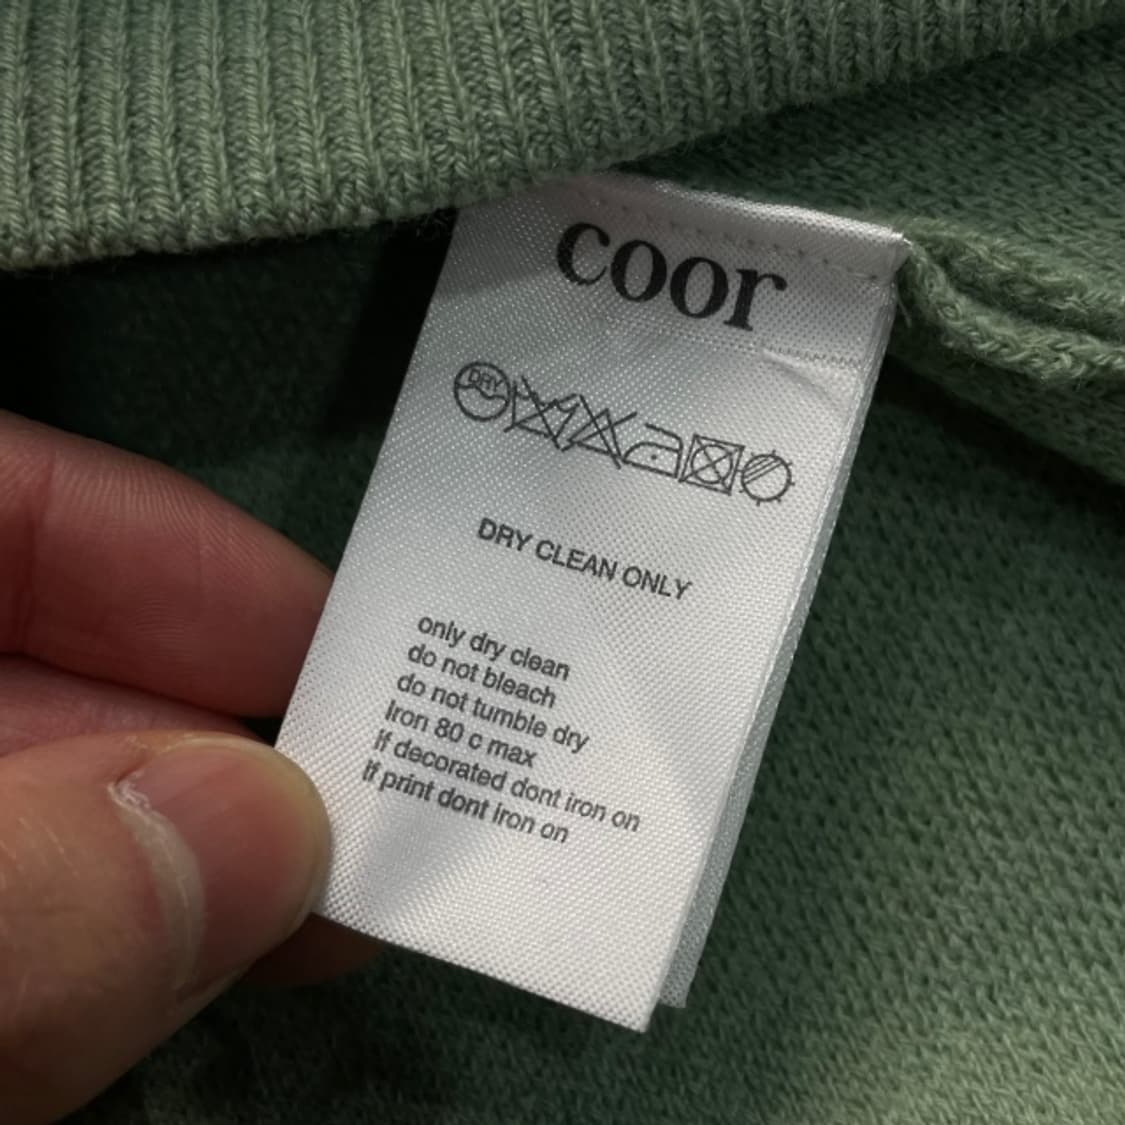 coor
DRY
DRY CLEAN ONLY
only dry clean
do not bleach
do not tumble dry
Iron 80 c max
If decorated dont iron on
If print dont iron on